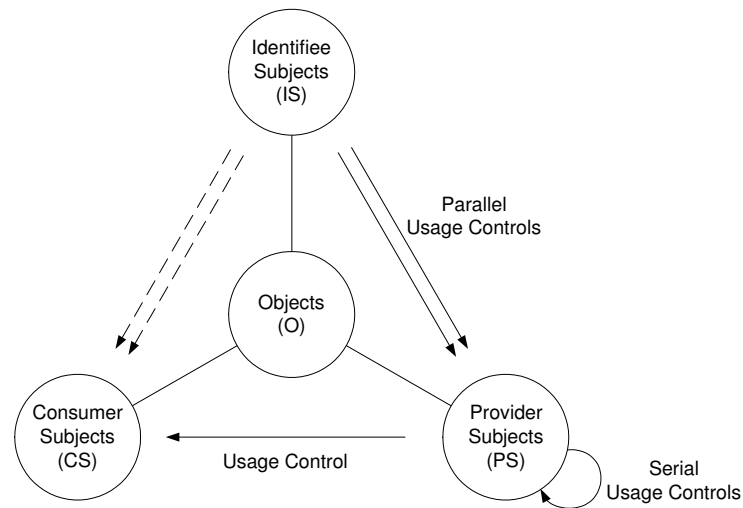 Identifiee
Subjects
(IS)
Parallel
Usage Controls
Objects
(O)
Consumer
Subjects
(CS)
Usage Control
Provider
Subjects
(PS)
Serial
Usage Controls